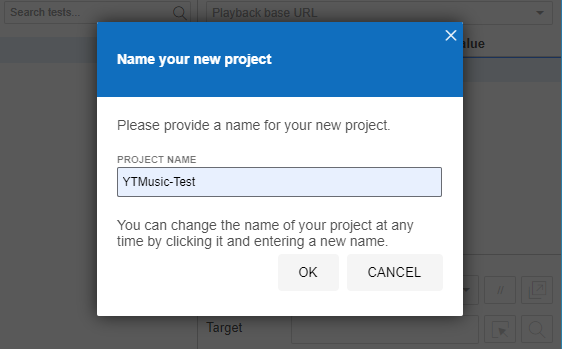 Search tests...
Playback base URL
alue
Name your new project
Please provide a name for your new project.
PROJECT NAME
YTMusic-Test
You can change the name of your project at any
time by clicking it and entering a new name.
OK CANCEL
//
Target